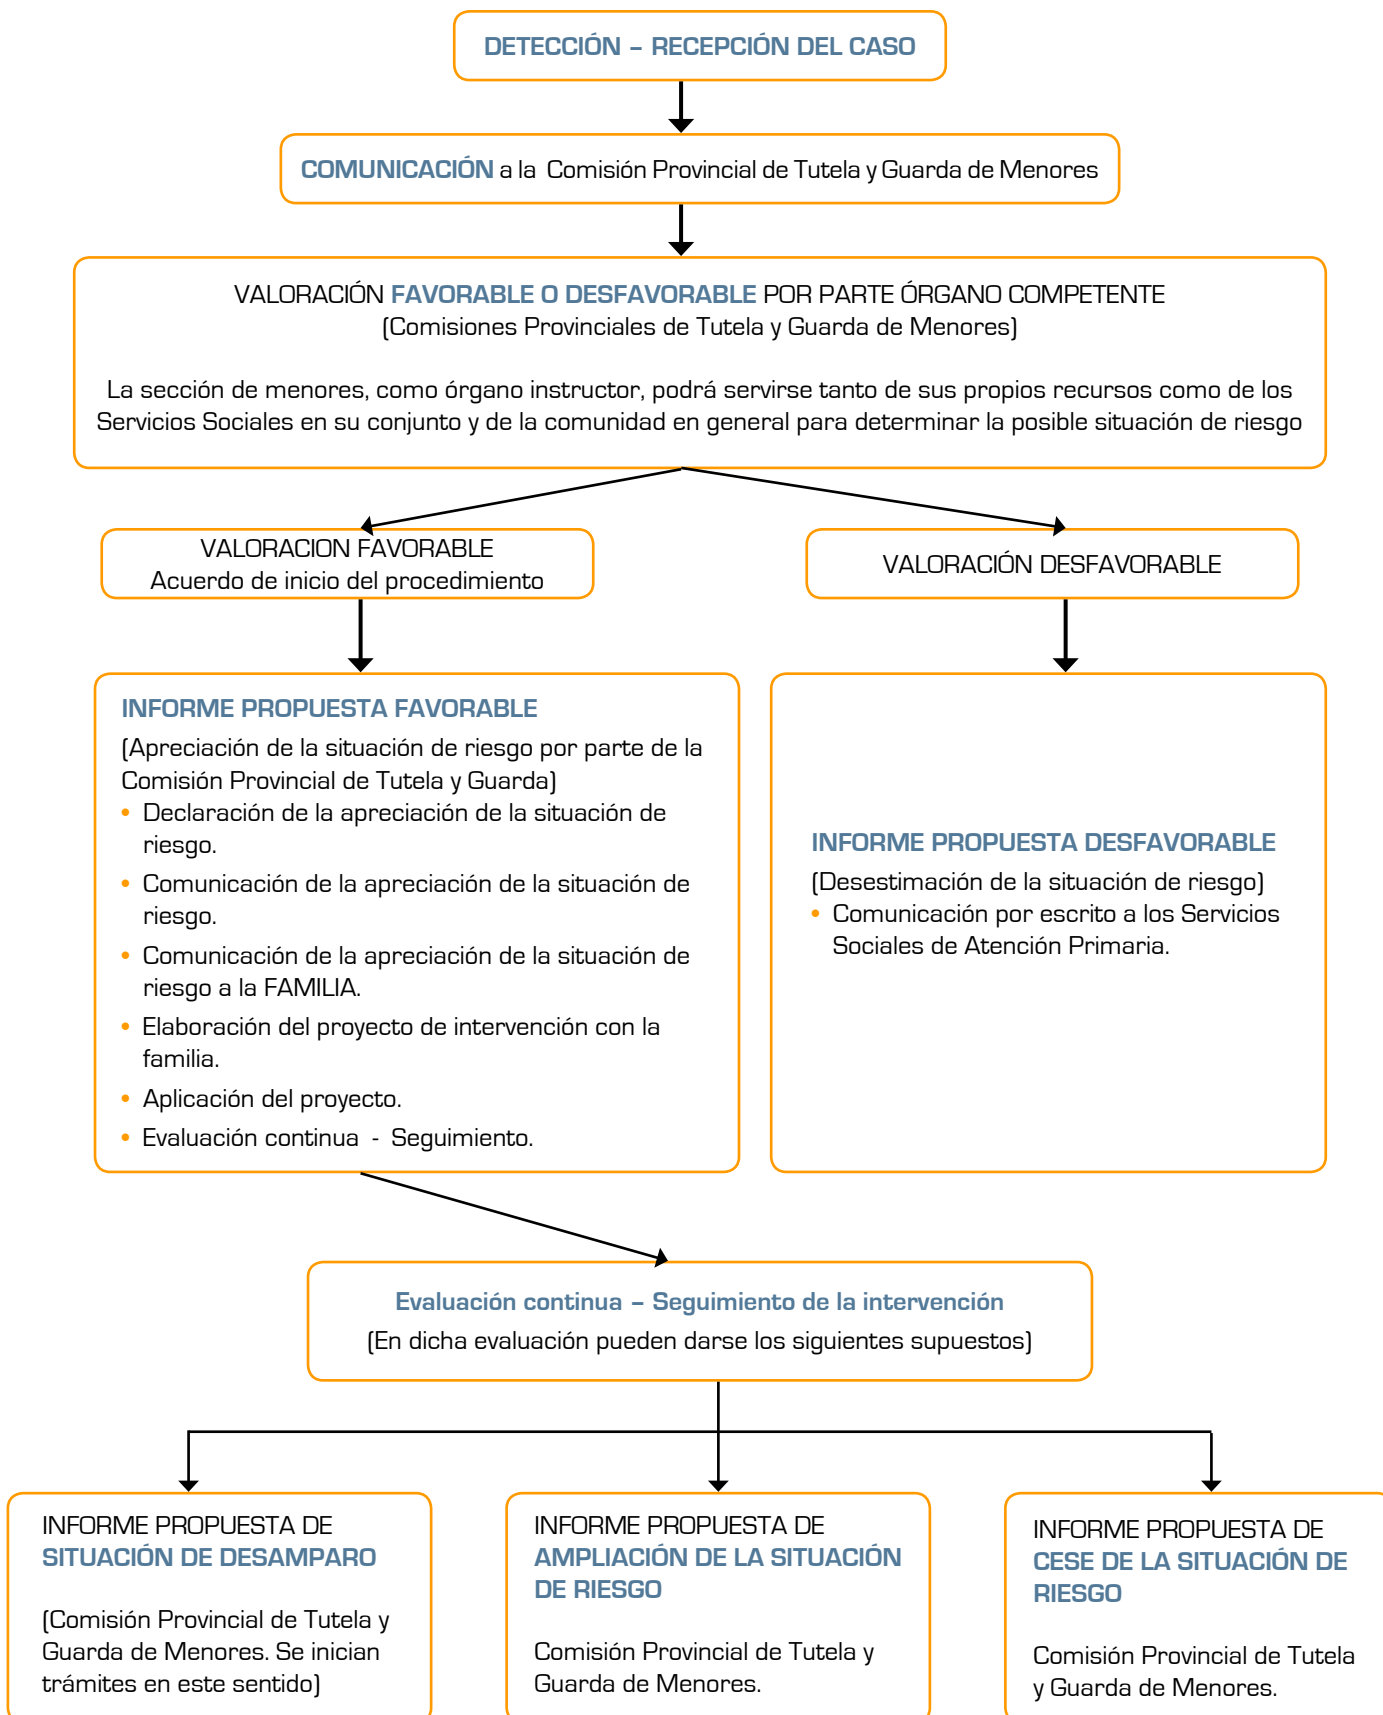 DETECCIÓN – RECEPCIÓN DEL CASO
COMUNICACIÓN a la Comisión Provincial de Tutela y Guarda de Menores
VALORACIÓN FAVORABLE O DESFAVORABLE POR PARTE ÓRGANO COMPETENTE
(Comisiones Provinciales de Tutela y Guarda de Menores)
La sección de menores, como órgano instructor, podrá servirse tanto de sus propios recursos como de los
Servicios Sociales en su conjunto y de la comunidad en general para determinar la posible situación de riesgo
VALORACION FAVORABLE
Acuerdo de inicio del procedimiento
VALORACIÓN DESFAVORABLE
INFORME PROPUESTA FAVORABLE
(Apreciación de la situación de riesgo por parte de la
Comisión Provincial de Tutela y Guarda)
• Declaración de la apreciación de la situación de
riesgo.
• Comunicación de la apreciación de la situación de
riesgo.
• Comunicación de la apreciación de la situación de
riesgo a la FAMILIA.
• Elaboración del proyecto de intervención con la
familia.
• Aplicación del proyecto.
• Evaluación continua - Seguimiento.
INFORME PROPUESTA DESFAVORABLE
(Desestimación de la situación de riesgo)
• Comunicación por escrito a los Servicios
Sociales de Atención Primaria.
Evaluación continua – Seguimiento de la intervención
(En dicha evaluación pueden darse los siguientes supuestos)
INFORME PROPUESTA DE
SITUACIÓN DE DESAMPARO
(Comisión Provincial de Tutela y
Guarda de Menores. Se inician
trámites en este sentido)
INFORME PROPUESTA DE
AMPLIACIÓN DE LA SITUACIÓN
DE RIESGO
Comisión Provincial de Tutela y
Guarda de Menores.
INFORME PROPUESTA DE
CESE DE LA SITUACIÓN DE
RIESGO
Comisión Provincial de Tutela
y Guarda de Menores.